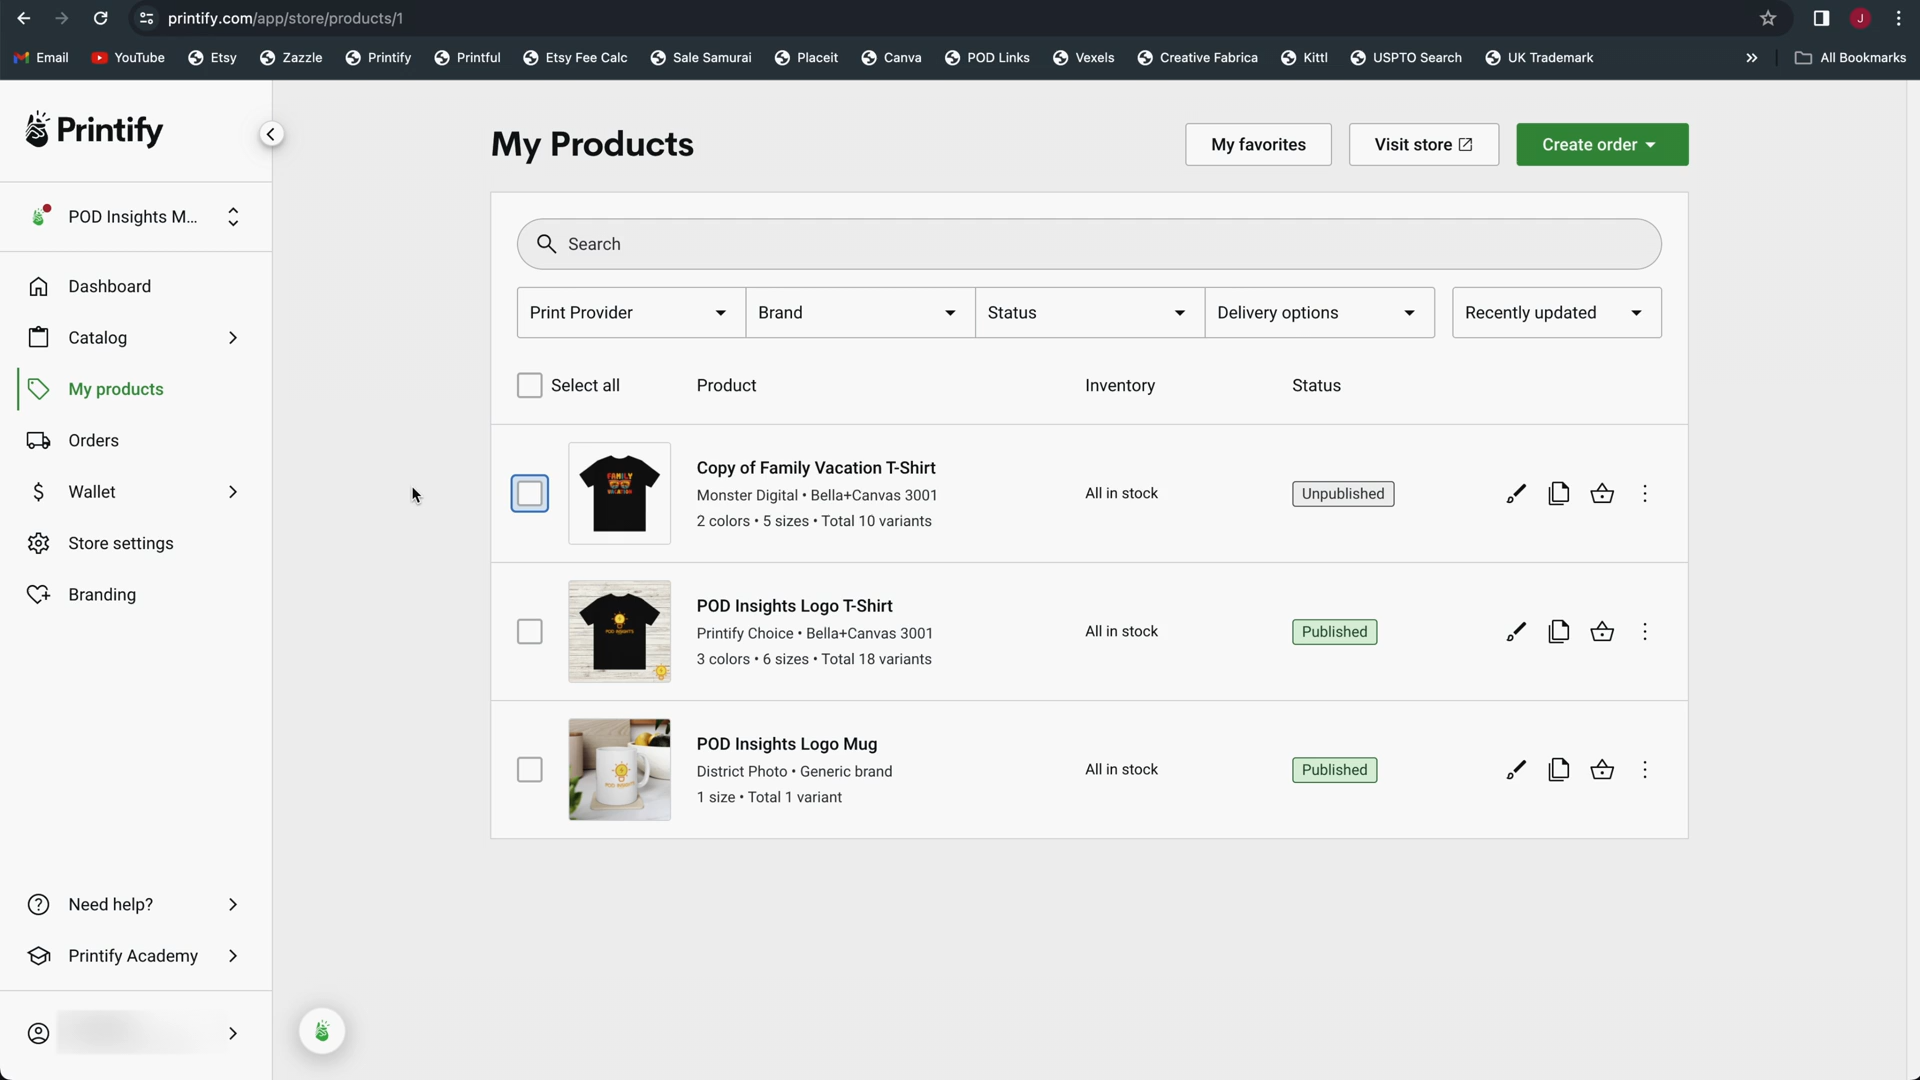 printify.com/app/store/products/1
J
Email
YouTube
Etsy
Zazzle
Printify
Printful
Etsy Fee Calc
Sale Samurai
Placeit
Canva
POD Links
Vexels
Creative Fabrica
Kittl
USPTO Search
UK Trademark
»
All Bookmarks
Printify
POD Insights M...
Dashboard
Catalog
My products
Orders
Wallet
Store settings
Branding
Need help?
Printify Academy
My Products
My favorites
Visit store
Create order
Search
Print Provider
Brand
Status
Delivery options
Recently updated
Select all
Product
Inventory
Status
FAMILY
VACATION
Copy of Family Vacation T-Shirt
Monster Digital • Bella+Canvas 3001
2 colors • 5 sizes • Total 10 variants
All in stock
Unpublished
POD INSIGHTS
POD Insights Logo T-Shirt
Printify Choice • Bella+Canvas 3001
3 colors • 6 sizes • Total 18 variants
All in stock
Published
POD INSIGHTS
POD Insights Logo Mug
District Photo • Generic brand
1 size • Total 1 variant
All in stock
Published